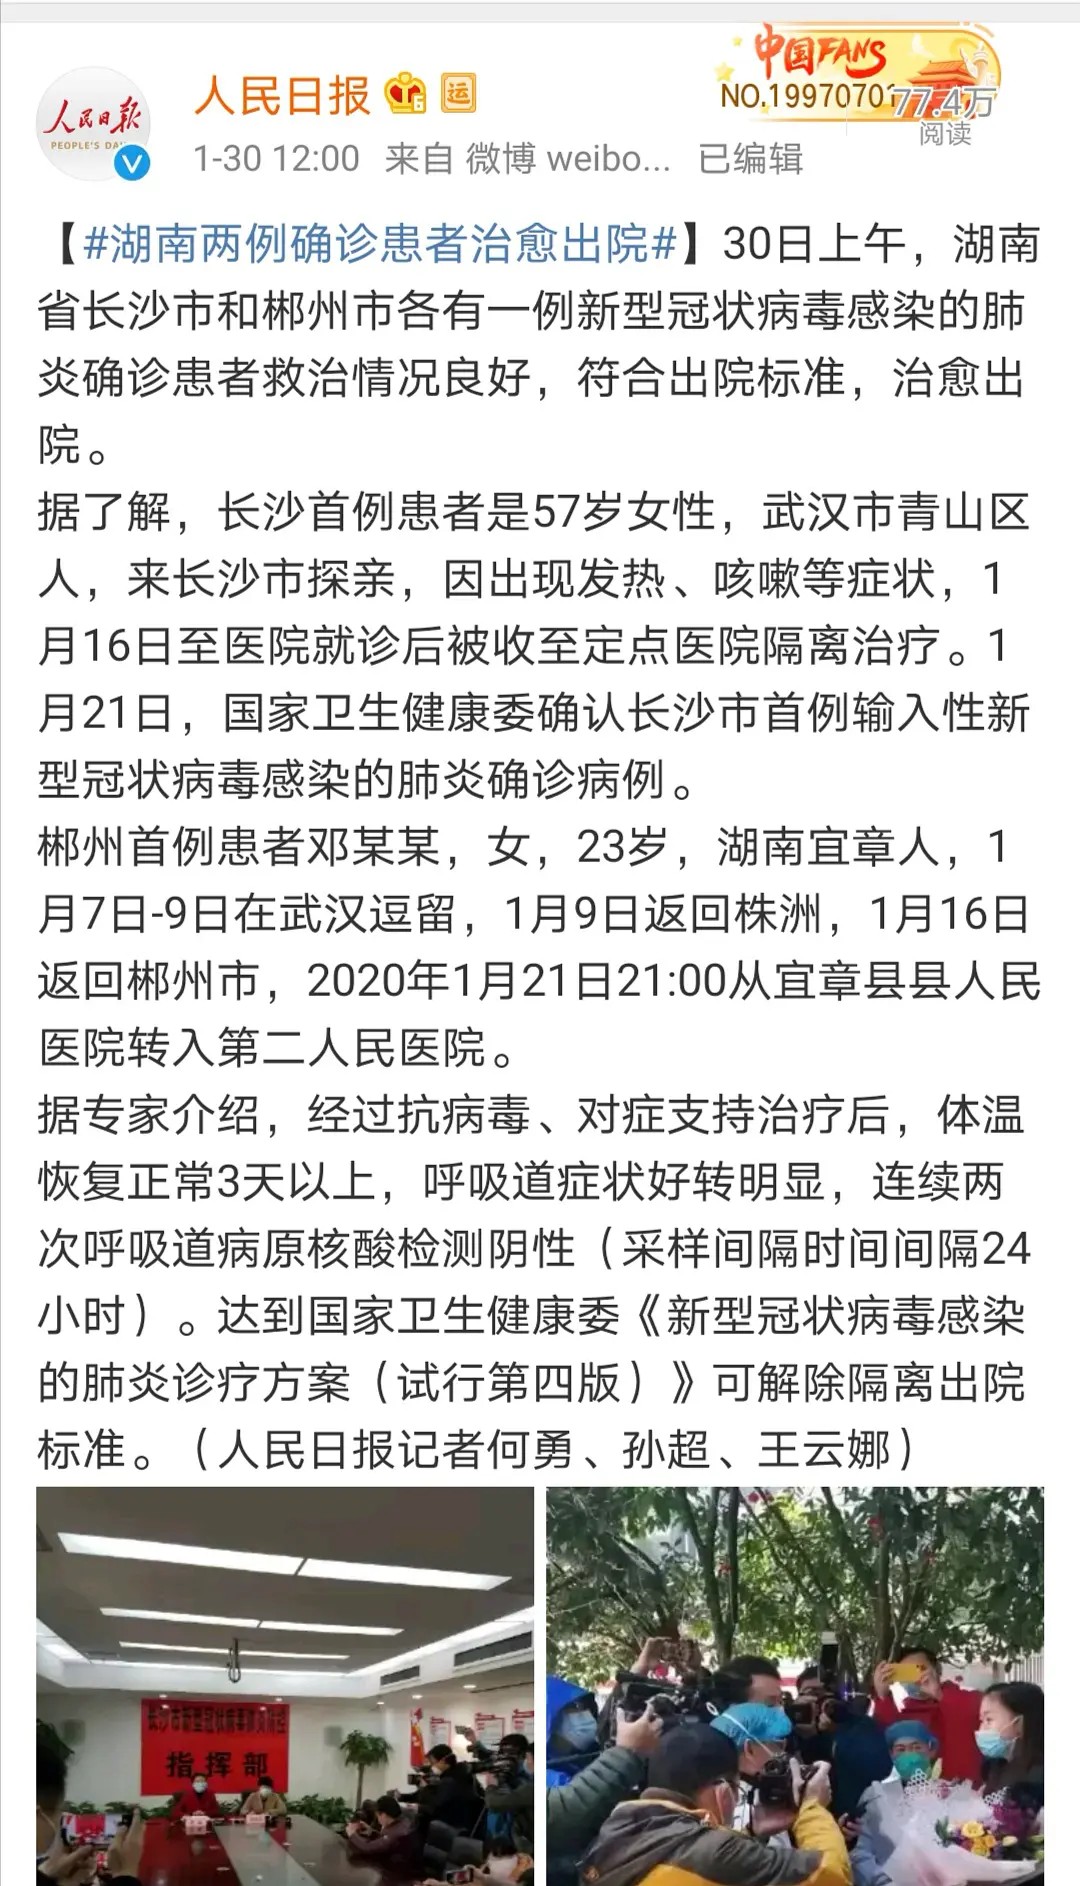 中国FANS
人民日报
运
NO.19970701
77.4万
阅读
人民日报
PEOPLE'S DA
1-30 12:00 来自 微博 weibo... 已编辑
【#湖南两例确诊患者治愈出院#】30日上午，湖南
省长沙市和郴州市各有一例新型冠状病毒感染的肺
炎确诊患者救治情况良好，符合出院标准，治愈出
院。
据了解，长沙首例患者是57岁女性，武汉市青山区
人，来长沙市探亲，因出现发热、咳嗽等症状，1
月16日至医院就诊后被收至定点医院隔离治疗。1
月21日，国家卫生健康委确认长沙市首例输入性新
型冠状病毒感染的肺炎确诊病例。
郴州首例患者邓某某，女，23岁，湖南宜章人，1
月7日-9日在武汉逗留，1月9日返回株洲，1月16日
返回郴州市，2020年1月21日21:00从宜章县县人民
医院转入第二人民医院。
据专家介绍，经过抗病毒、对症支持治疗后，体温
恢复正常3天以上，呼吸道症状好转明显，连续两
次呼吸道病原核酸检测阴性（采样间隔时间间隔24
小时）。达到国家卫生健康委《新型冠状病毒感染
的肺炎诊疗方案（试行第四版）》可解除隔离出院
标准。（人民日报记者何勇、孙超、王云娜）
长沙市新型冠状病毒
指挥部